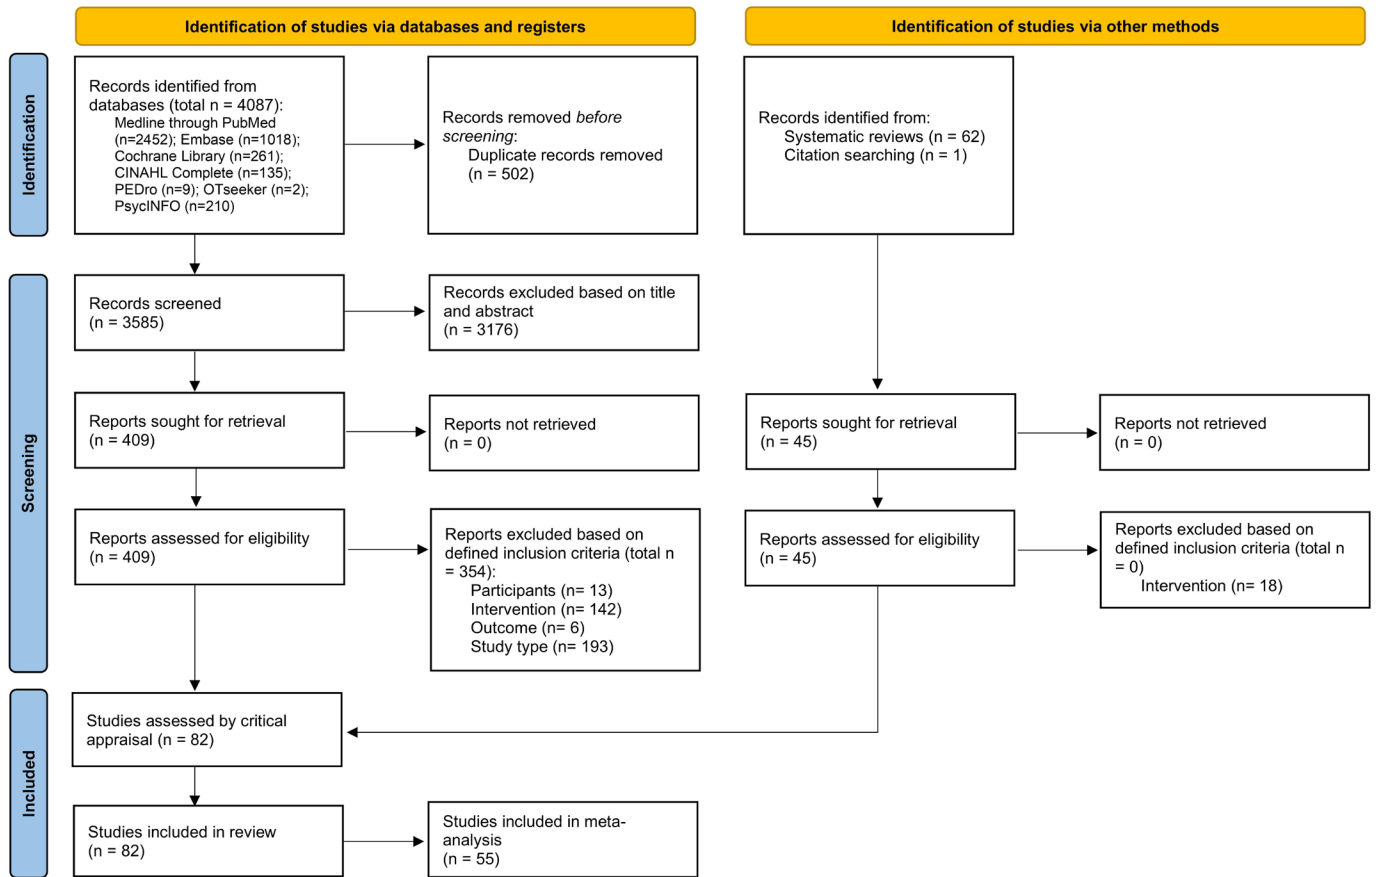 Identification of studies via databases and registers
Identification of studies via other methods
Identification
Records identified from
databases (total n = 4087):
Medline through PubMed
(n=2452); Embase (n=1018);
Cochrane Library (n=261);
CINAHL Complete (n=135);
PEDro (n=9); OTseeker (n=2);
PsycINFO (n=210)
Records removed before
screening:
Duplicate records removed
(n = 502)
Records identified from:
Systematic reviews (n = 62)
Citation searching (n = 1)
Screening
Records screened
(n = 3585)
Records excluded based on title
and abstract
(n = 3176)
Reports sought for retrieval
(n = 409)
Reports not retrieved
(n = 0)
Reports sought for retrieval
(n = 45)
Reports not retrieved
(n = 0)
Reports assessed for eligibility
(n = 409)
Reports excluded based on
defined inclusion criteria (total n
= 354):
Participants (n= 13)
Intervention (n= 142)
Outcome (n= 6)
Study type (n= 193)
Reports assessed for eligibility
(n = 45)
Reports excluded based on
defined inclusion criteria (total n
= 0)
Intervention (n= 18)
Included
Studies assessed by critical
appraisal (n = 82)
Studies included in review
(n = 82)
Studies included in meta-
analysis
(n = 55)